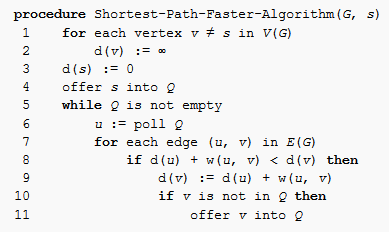 procedure Shortest-Path-Faster-Algorithm(G, s)
1 for each vertex v ≠ s in V(G)
2 d(v) := ∞
3 d(s) := 0
4 offer s into Q
5 while Q is not empty
6 u := poll Q
7 for each edge (u, v) in E(G)
8 if d(u) + w(u, v) < d(v) then
9 d(v) := d(u) + w(u, v)
10 if v is not in Q then
11 offer v into Q